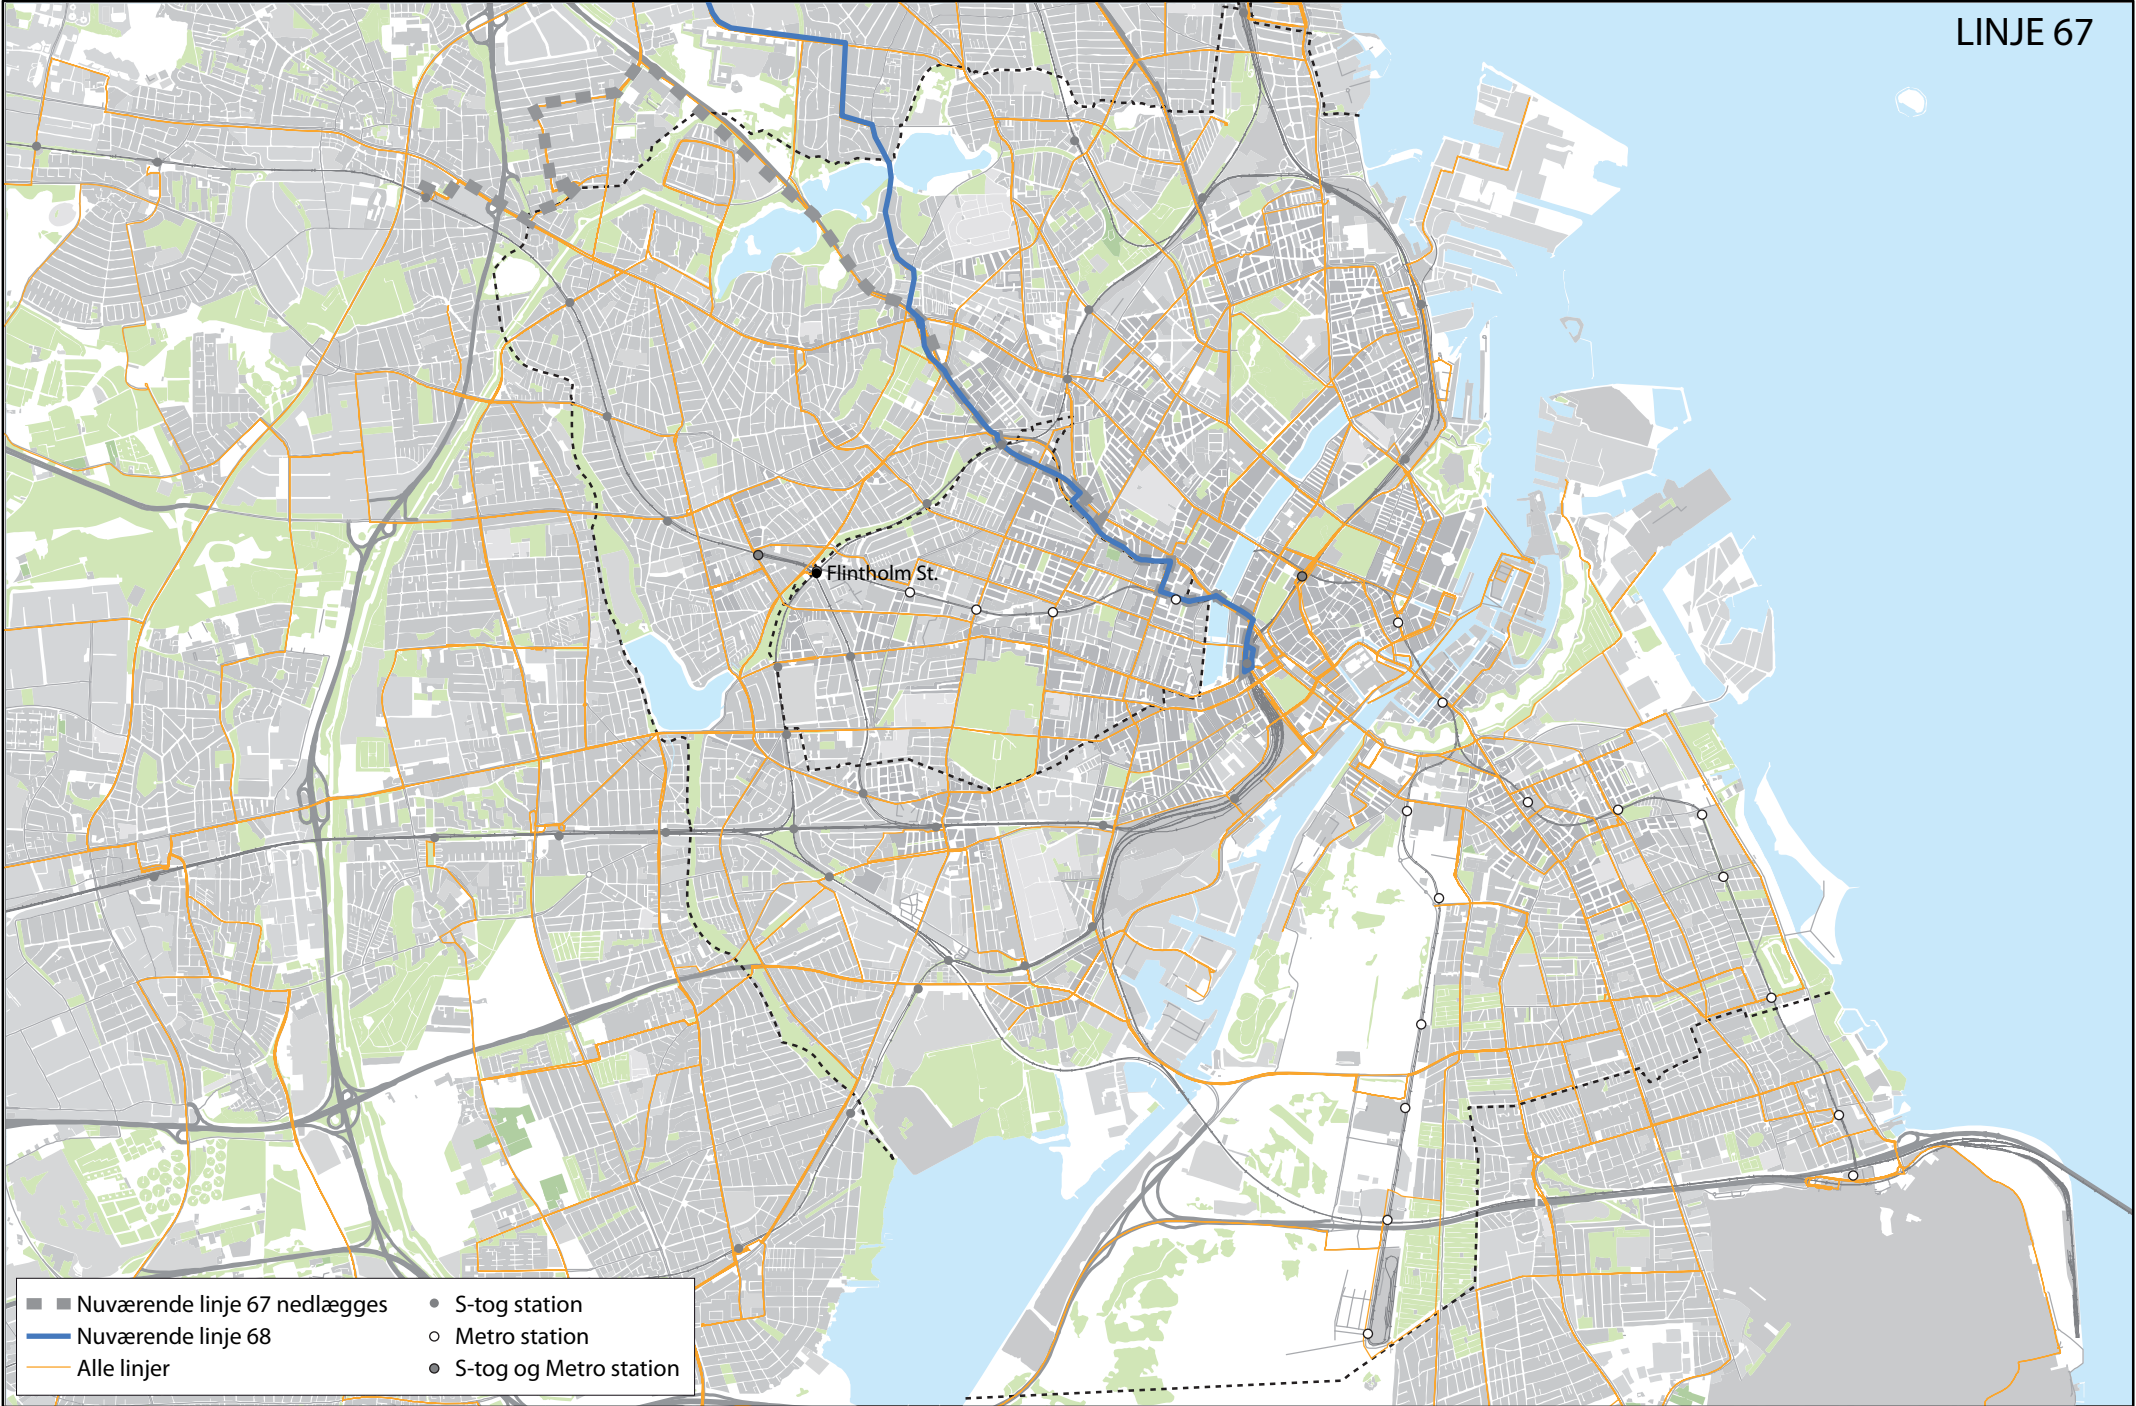 LINJE 67
Flintholm St.
Nuværende linje 67 nedlægges
Nuværende linje 68
Alle linjer
S-tog station
Metro station
S-tog og Metro station